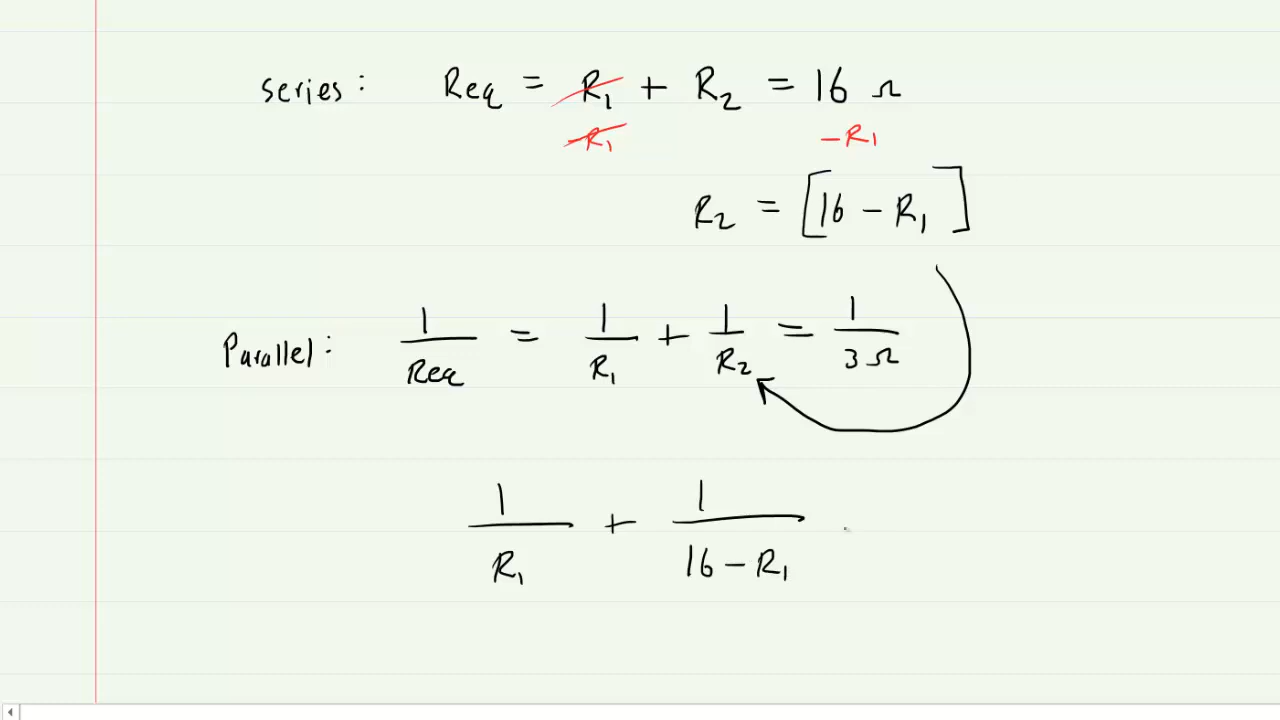 series: Req = R₁ + R₂ = 16 Ω
-R₁ -R₁
R₂ = [16 - R₁]
Parallel: 1/Req = 1/R₁ + 1/R₂ = 1/3Ω
1/R₁ + 1/16 - R₁